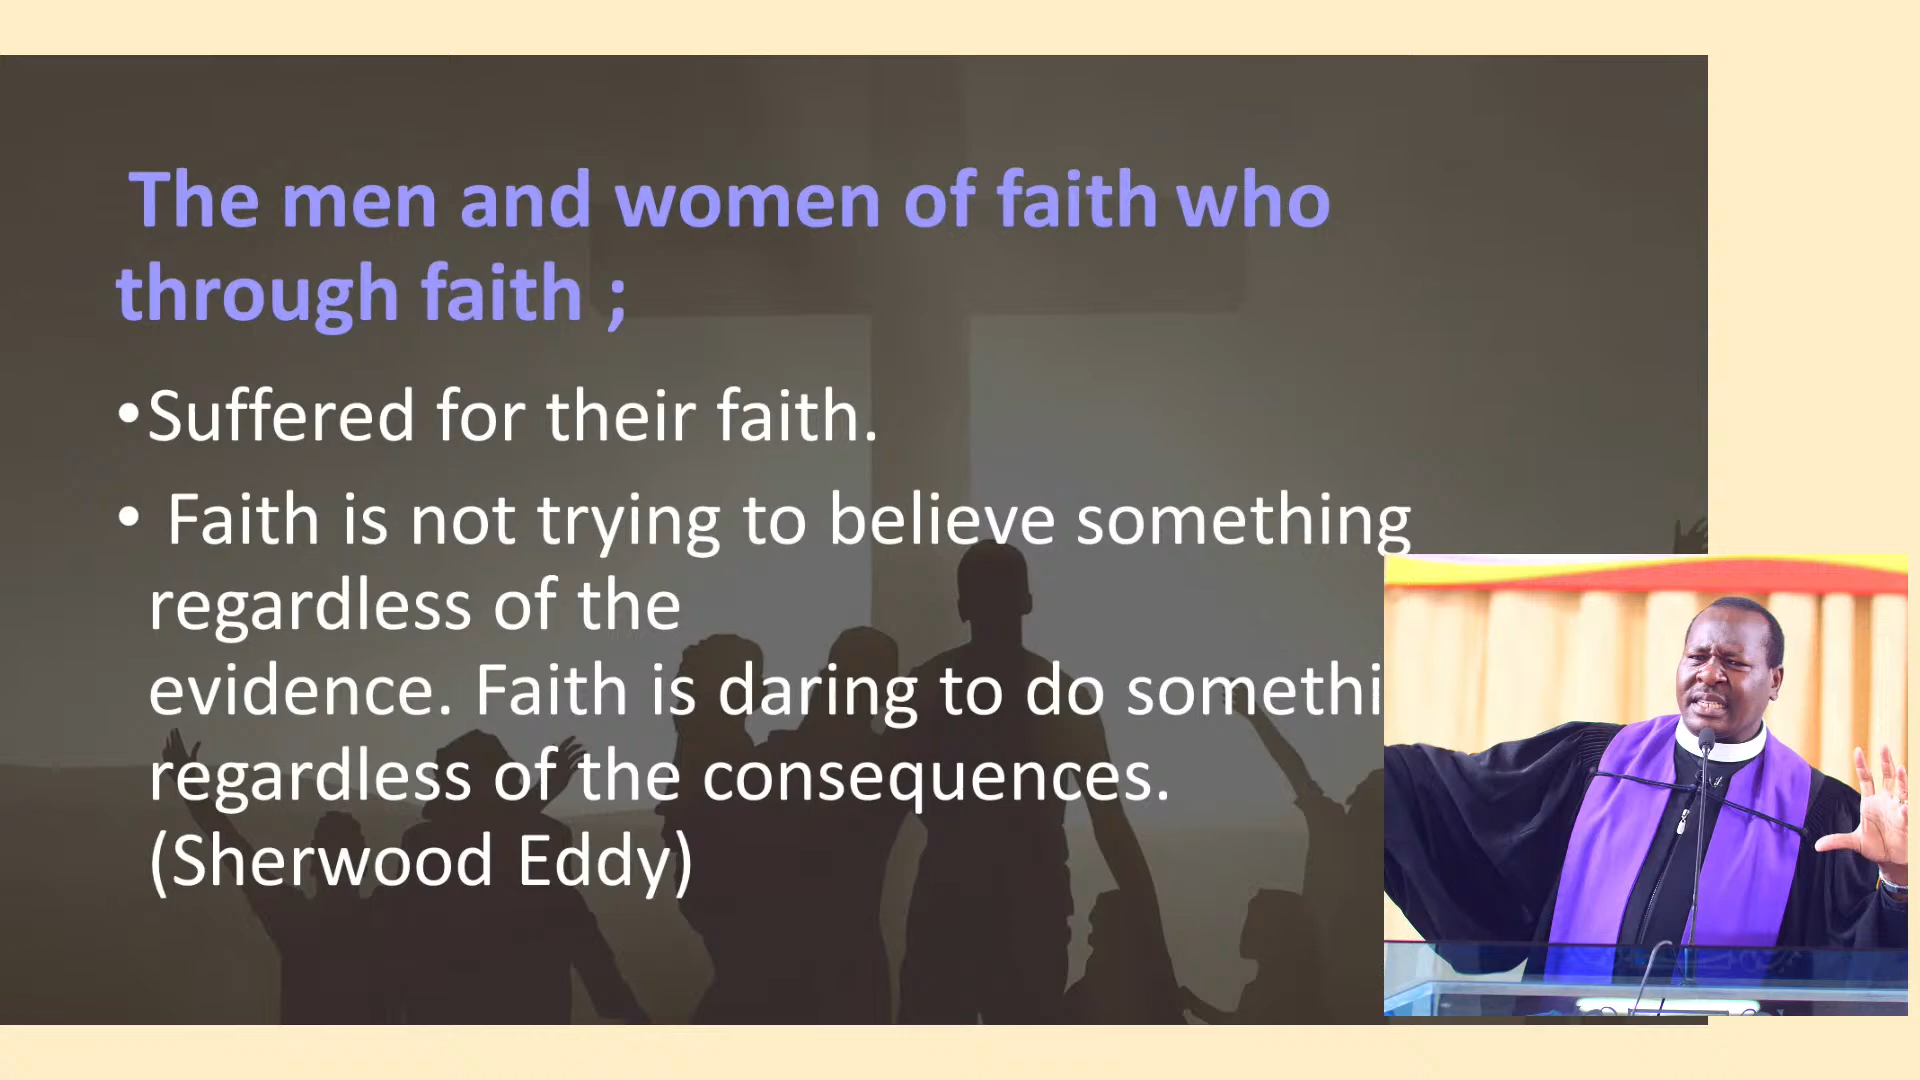 The men and women of faith who
through faith ;
•Suffered for their faith.
• Faith is not trying to believe something
regardless of the
evidence. Faith is daring to do somethi
regardless of the consequences.
(Sherwood Eddy)